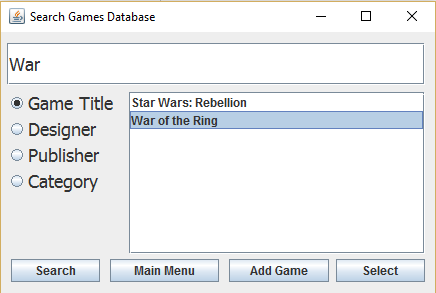 Search Games Database
War
Game Title
Designer
Publisher
Category
Star Wars: Rebellion
War of the Ring
Search
Main Menu
Add Game
Select